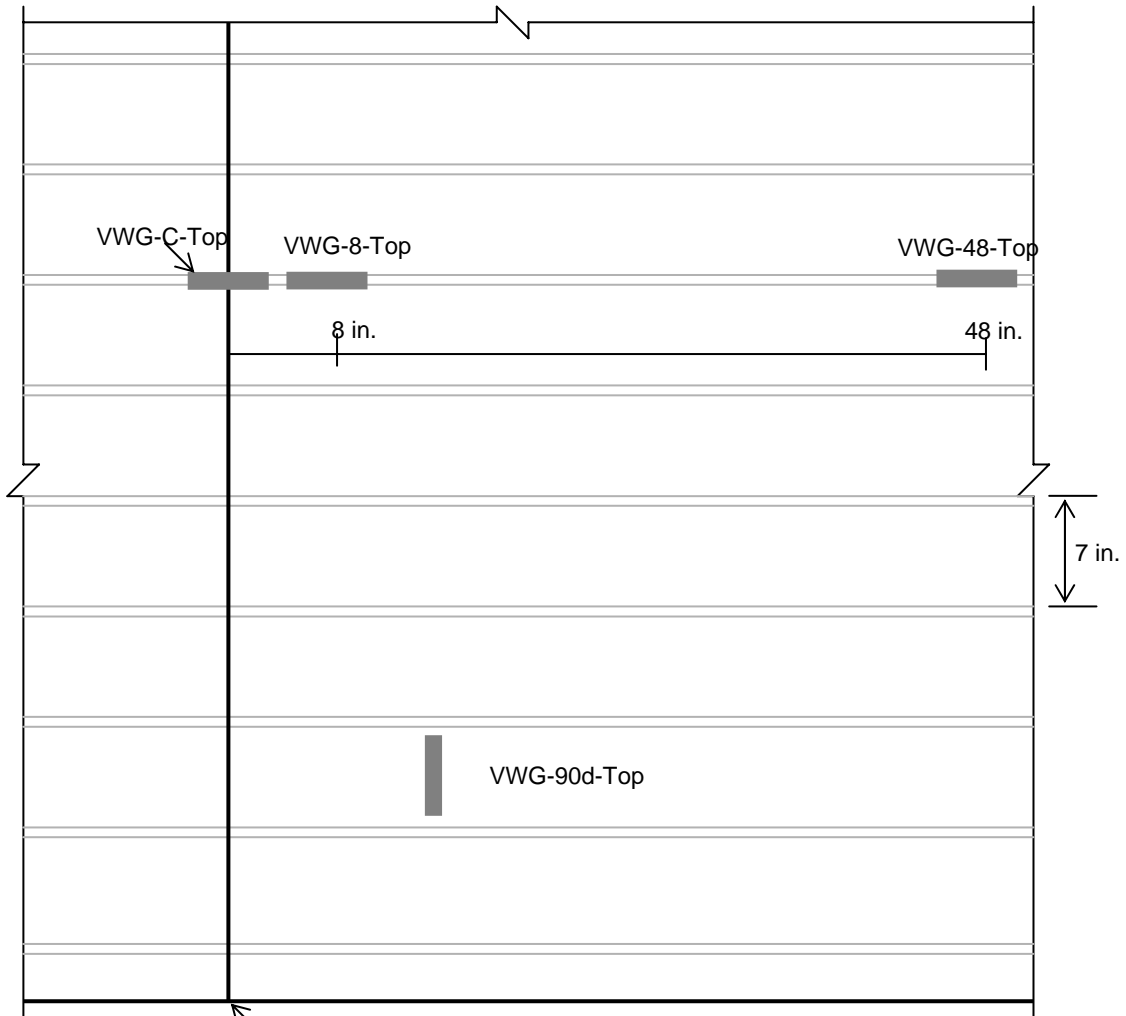 VWG-C-Top
VWG-8-Top
VWG-48-Top
8 in.
48 in.
7 in.
VWG-90d-Top